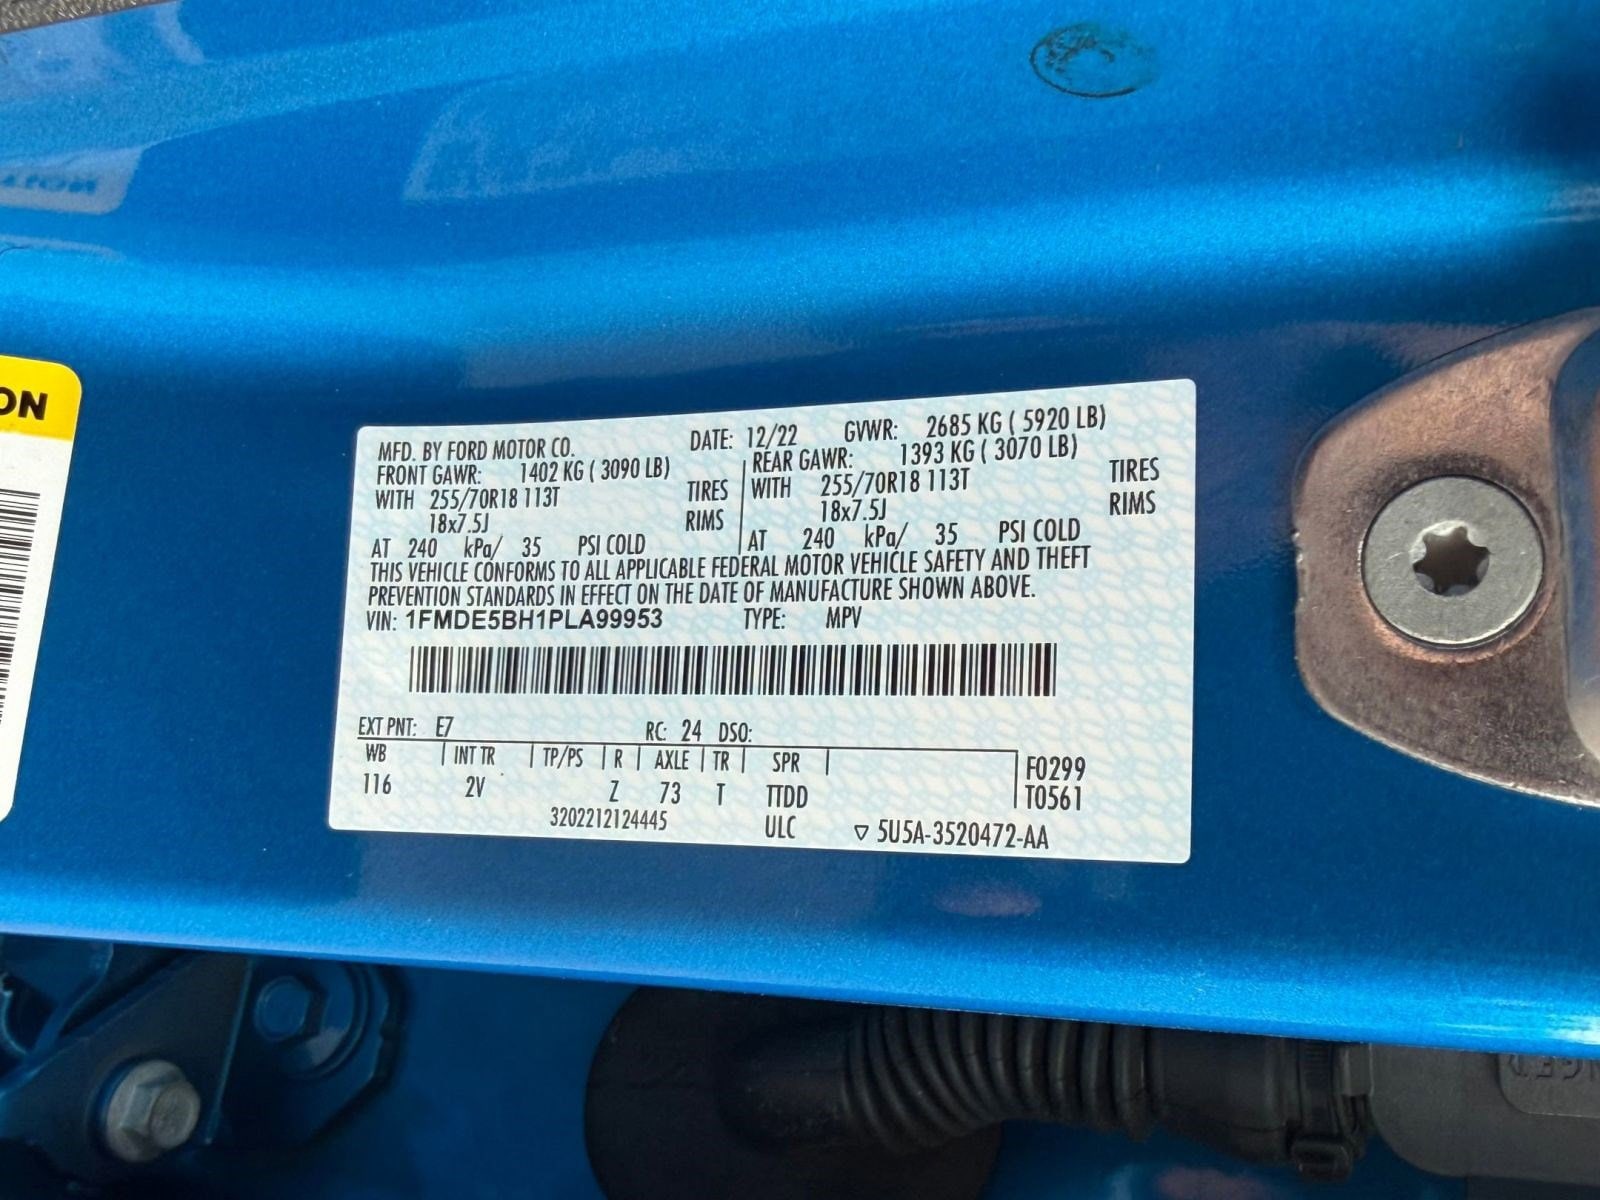 ON
MFD. BY FORD MOTOR CO. DATE: 12/22 GVWR: 2685 KG ( 5920 LB)
FRONT GAWR: 1402 KG ( 3090 LB) REAR GAWR: 1393 KG ( 3070 LB)
WITH 255/70R18 113T TIRES WITH 255/70R18 113T TIRES
18x7.5J RIMS 18x7.5J RIMS
AT 240 kPa/ 35 PSI COLD AT 240 kPa/ 35 PSI COLD
THIS VEHICLE CONFORMS TO ALL APPLICABLE FEDERAL MOTOR VEHICLE SAFETY AND THEFT
PREVENTION STANDARDS IN EFFECT ON THE DATE OF MANUFACTURE SHOWN ABOVE.
VIN: 1FMDE5BH1PLA99953 TYPE: MPV
EXT PNT: E7 RC: 24 DSO:
WB INT TR TP/PS R AXLE TR SPR F0299
116 2V Z 73 T TTDD T0561
3202212124445 ULC ▽ 5U5A-3520472-AA